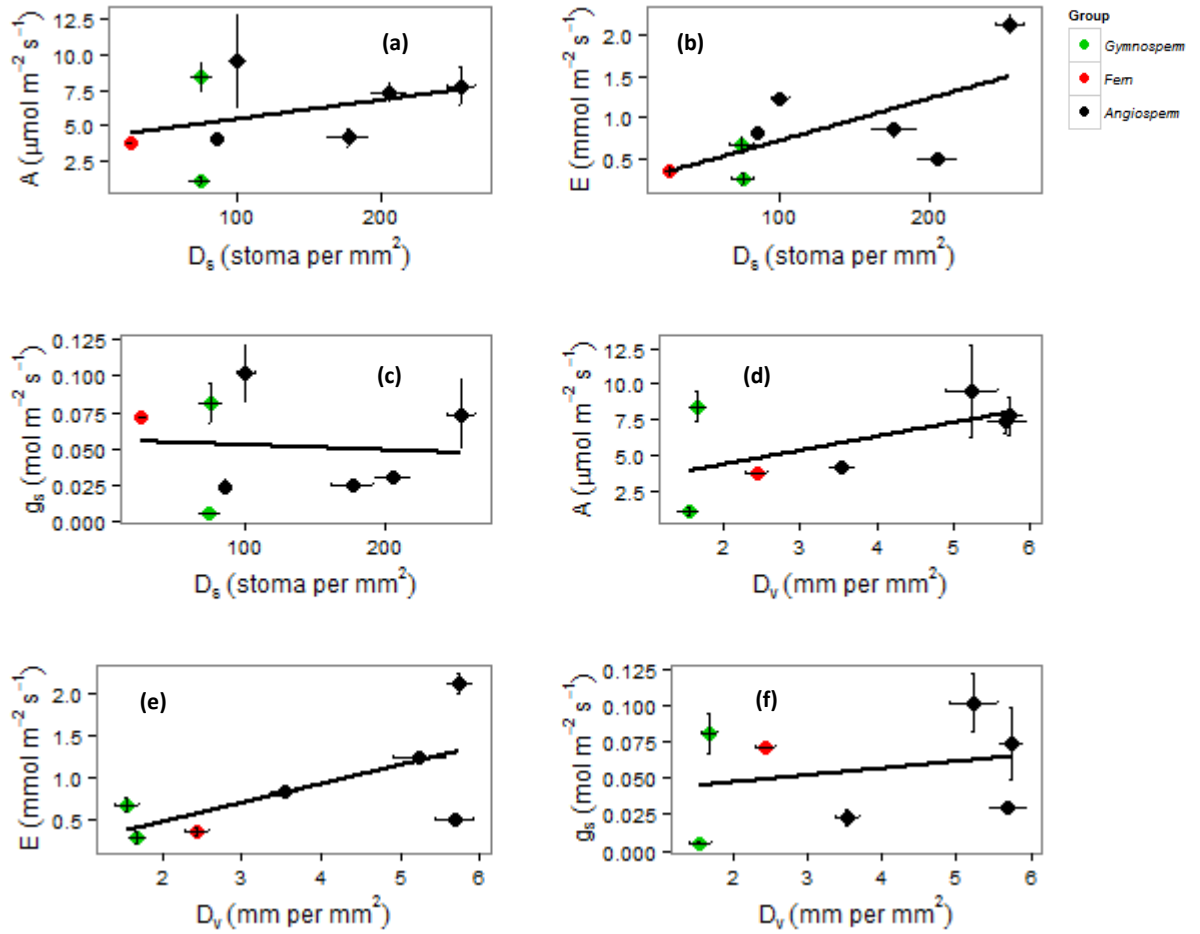 12.5
10.0
7.5
5.0
2.5
A (μmol m⁻² s⁻¹)
(a)
100 200
Dₛ (stoma per mm²)
2.0
1.5
1.0
0.5
E (mmol m⁻² s⁻¹)
(b)
100 200
Dₛ (stoma per mm²)
Group
Gymnosperm
Fern
Angiosperm
0.125
0.100
0.075
0.050
0.025
0.000
gₛ (mol m⁻² s⁻¹)
(c)
100 200
Dₛ (stoma per mm²)
12.5
10.0
7.5
5.0
2.5
A (μmol m⁻² s⁻¹)
(d)
2 3 4 5 6
Dᵥ (mm per mm²)
2.0
1.5
1.0
0.5
E (mmol m⁻² s⁻¹)
(e)
2 3 4 5 6
Dᵥ (mm per mm²)
0.125
0.100
0.075
0.050
0.025
0.000
gₛ (mol m⁻² s⁻¹)
(f)
2 3 4 5 6
Dᵥ (mm per mm²)